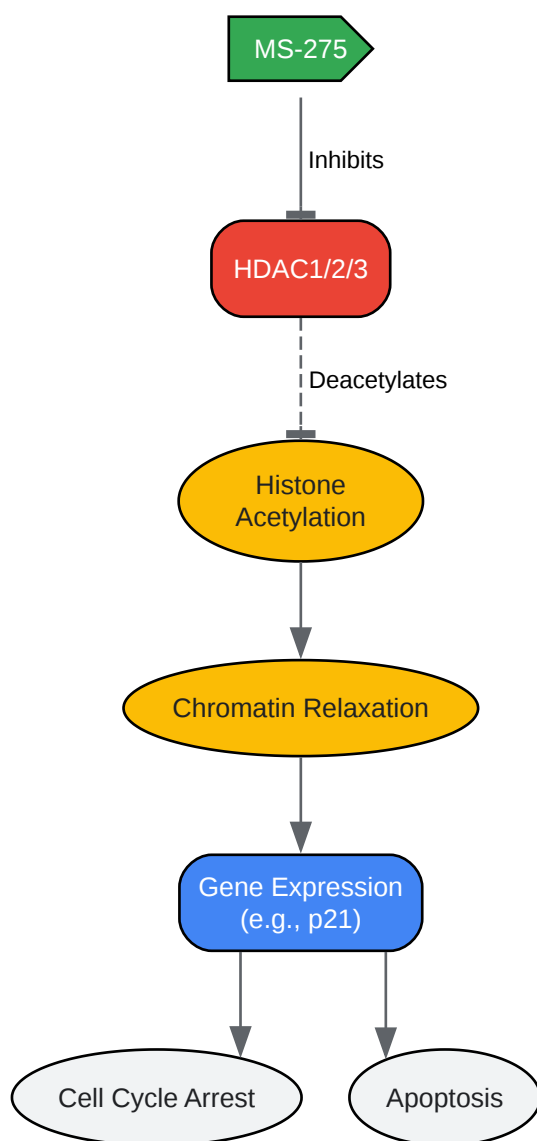 MS-275
Inhibits
HDAC1/2/3
Deacetylates
Histone
Acetylation
Chromatin Relaxation
Gene Expression
(e.g., p21)
Cell Cycle Arrest
Apoptosis